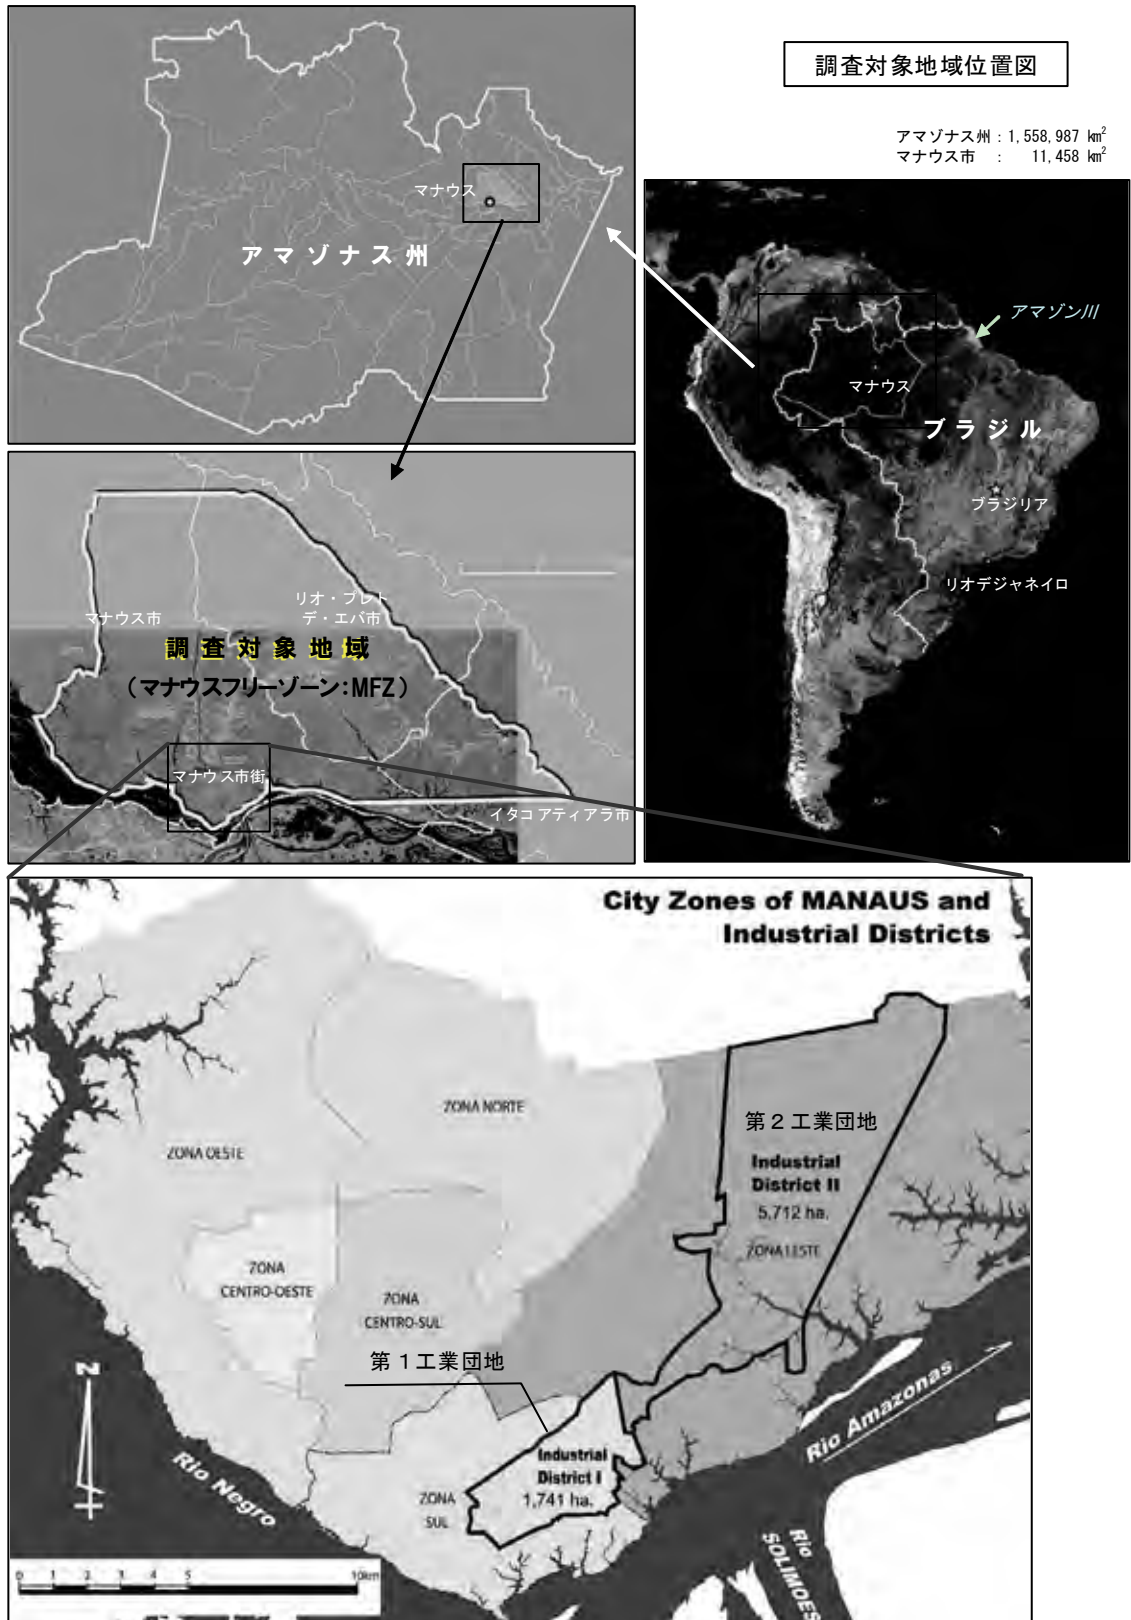 調査対象地域位置図
アマゾナス州：1,558,987 km²
マナウス市　：　11,458 km²
マナウス
アマゾナス州
アマゾン川
マナウス
ブラジル
ブラジリア
リオデジャネイロ
マナウス市
リオ・プレト
デ・エバ市
調査対象地域
（マナウスフリーゾーン：MFZ）
マナウス市街
イタコアティアラ市
City Zones of MANAUS and
Industrial Districts
ZONA NORTE
ZONA OESTE
第２工業団地
Industrial
District II
5,712 ha.
ZONA LESTE
ZONA
CENTRO-OESTE
ZONA
CENTRO-SUL
第１工業団地
N
Industrial
District I
1,741 ha.
ZONA
SUL
Rio Negro
Rio Amazonas
Rio
SOLIMOES
0 1 2 3 4 5 10km